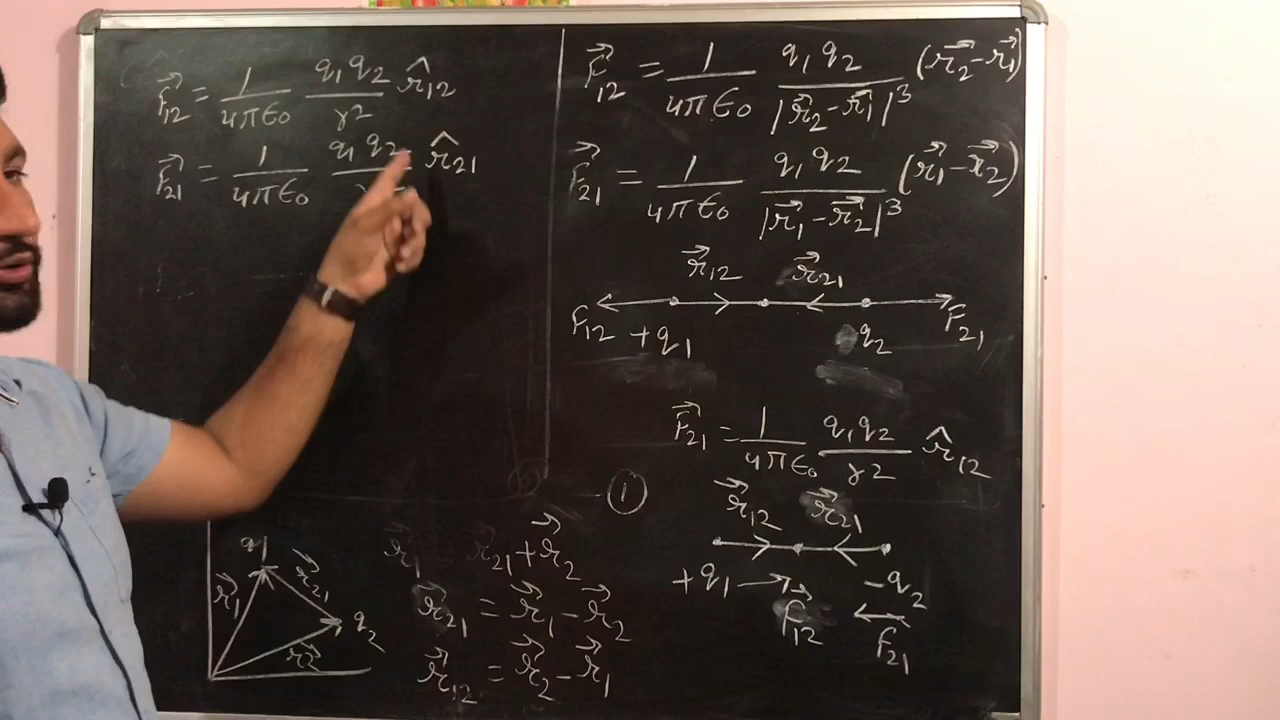 F⃗12 = 1/4πϵ0 q1q2/r2 r̂12
F⃗21 = 1/4πϵ0 q1q2/ r̂21
F⃗12 = 1/4πϵ0 q1q2/|r⃗2-r⃗1|3 (r⃗2-r⃗1)
F⃗21 = 1/4πϵ0 q1q2/|r⃗1-r⃗2|3 (r⃗1-r⃗2)
r⃗12 r⃗21
F12 +q1 q2 F21
F⃗21 = 1/4πϵ0 q1q2/r2 r̂12
1
r⃗12 r⃗21
+q1 → F⃗12 -q2
F21
q1
r⃗1 r⃗21
q2
r⃗2
r⃗1 r⃗21+r⃗2
r⃗21 = r⃗1-r⃗2
r⃗12 = r⃗2-r⃗1